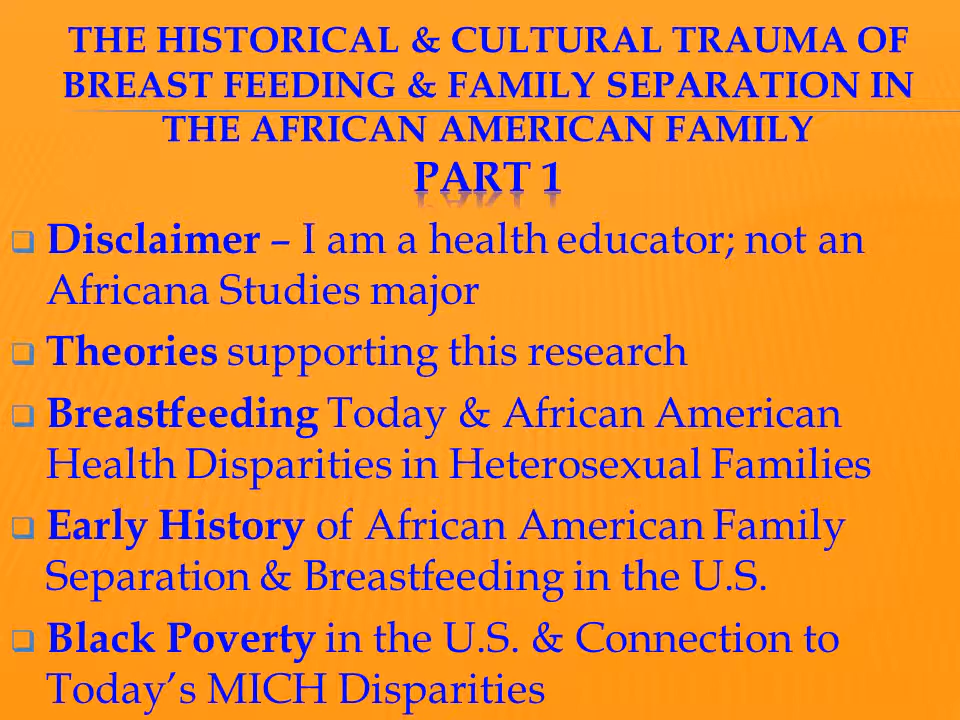 THE HISTORICAL & CULTURAL TRAUMA OF
BREAST FEEDING & FAMILY SEPARATION IN
THE AFRICAN AMERICAN FAMILY
PART 1
Disclaimer – I am a health educator; not an
Africana Studies major
Theories supporting this research
Breastfeeding Today & African American
Health Disparities in Heterosexual Families
Early History of African American Family
Separation & Breastfeeding in the U.S.
Black Poverty in the U.S. & Connection to
Today’s MICH Disparities